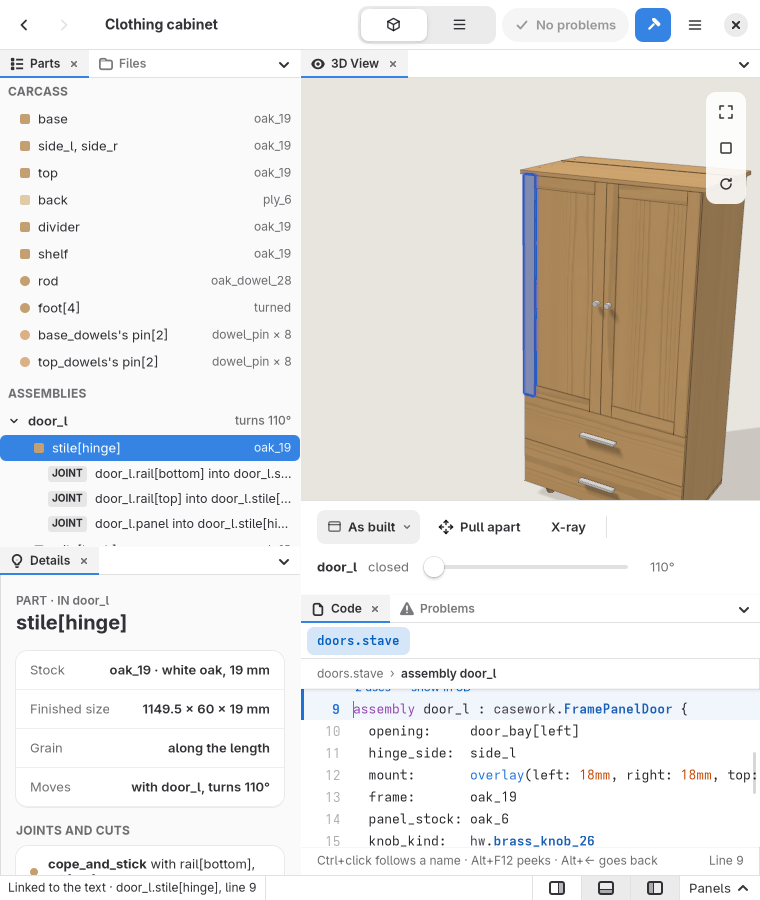 Clothing cabinet
No problems
Parts
Files
3D View
CARCASS
base oak_19
side_l, side_r oak_19
top oak_19
back ply_6
divider oak_19
shelf oak_19
rod oak_dowel_28
foot[4] turned
base_dowels's pin[2] dowel_pin × 8
top_dowels's pin[2] dowel_pin × 8
ASSEMBLIES
door_l turns 110°
stile[hinge] oak_19
JOINT door_l.rail[bottom] into door_l.s...
JOINT door_l.rail[top] into door_l.stile[...
JOINT door_l.panel into door_l.stile[hi...
As built
Pull apart
X-ray
door_l closed 110°
Details
PART · IN door_l
stile[hinge]
Stock oak_19 · white oak, 19 mm
Finished size 1149.5 × 60 × 19 mm
Grain along the length
Moves with door_l, turns 110°
JOINTS AND CUTS
cope_and_stick with rail[bottom],
Code
Problems
doors.stave
doors.stave › assembly door_l
2 uses · show in 3D
9 assembly door_l : casework.FramePanelDoor {
10 opening: door_bay[left]
11 hinge_side: side_l
12 mount: overlay(left: 18mm, right: 18mm, top:
13 frame: oak_19
14 panel_stock: oak_6
15 knob_kind: hw.brass_knob_26
Ctrl+click follows a name · Alt+F12 peeks · Alt+← goes back Line 9
Linked to the text · door_l.stile[hinge], line 9
Panels